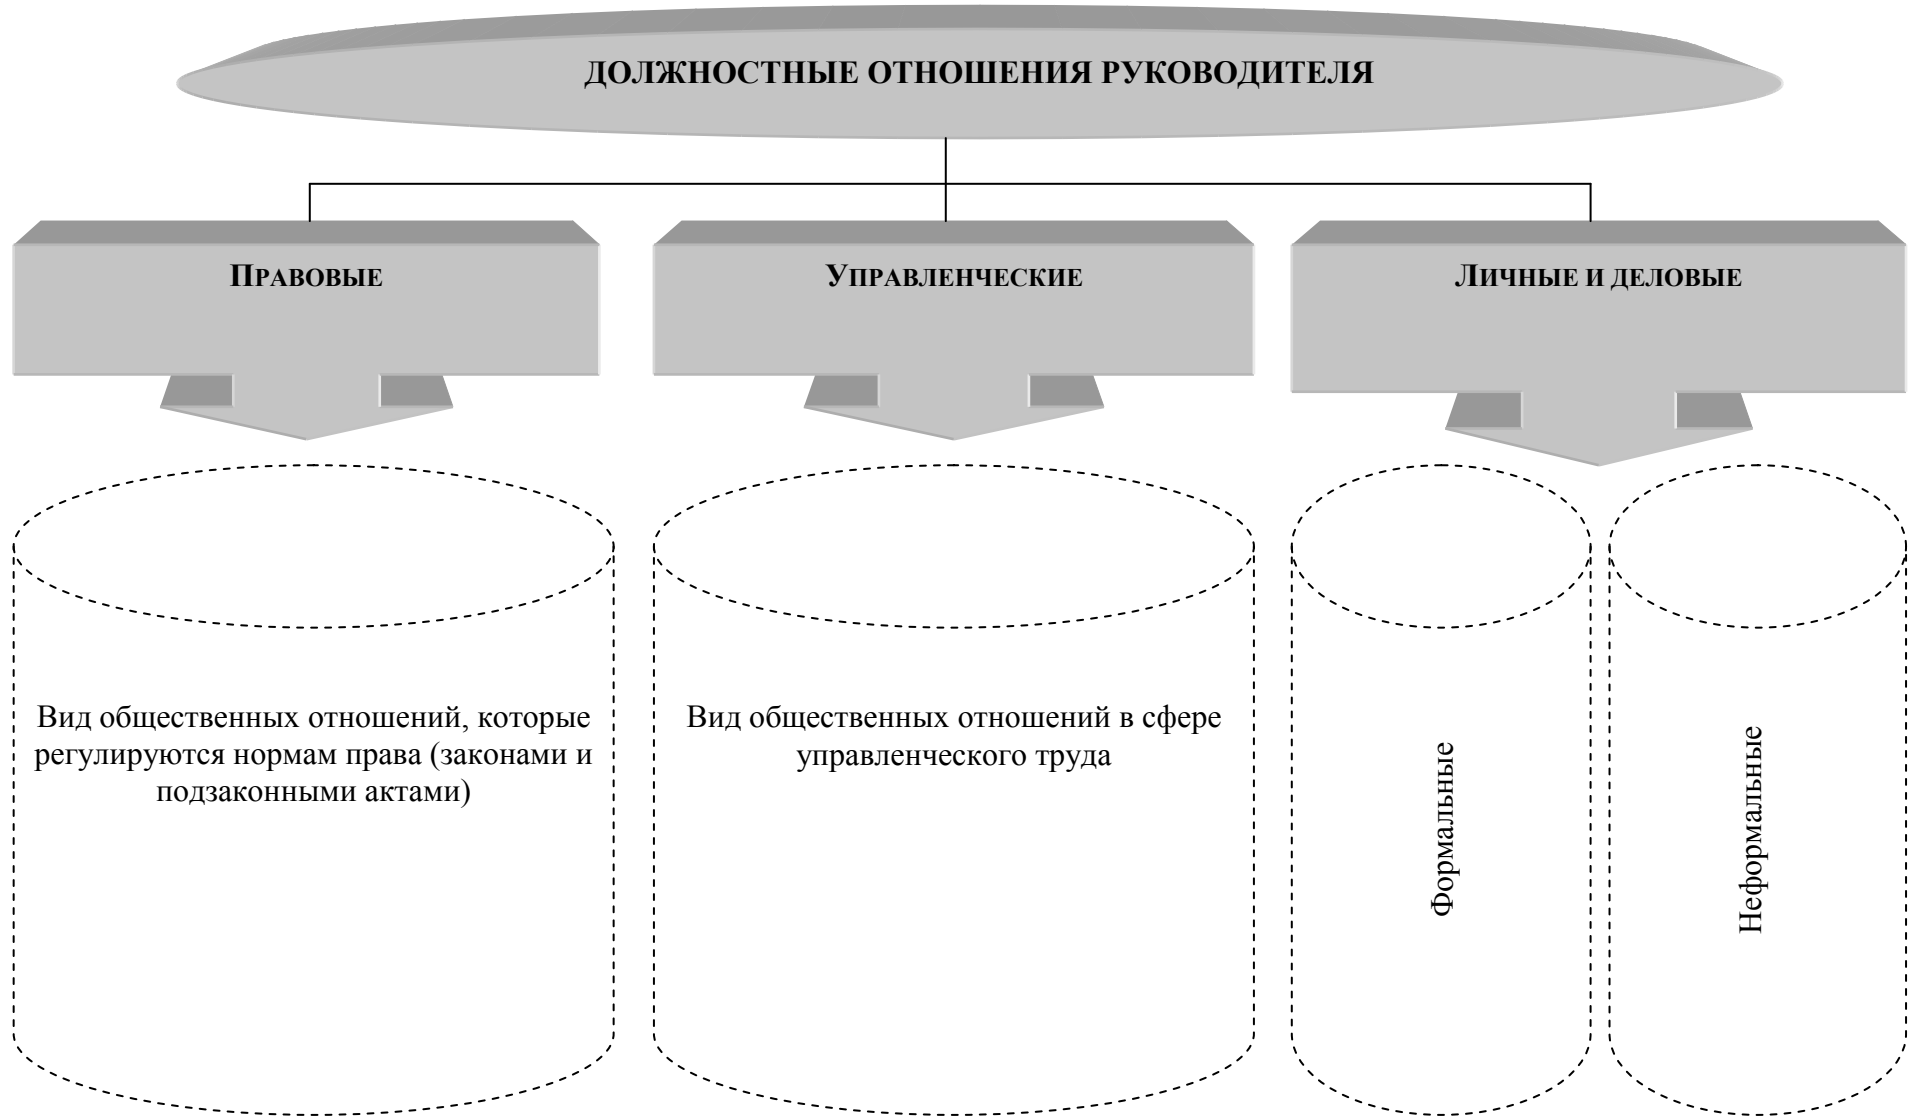 ДОЛЖНОСТНЫЕ ОТНОШЕНИЯ РУКОВОДИТЕЛЯ
ПРАВОВЫЕ
УПРАВЛЕНЧЕСКИЕ
ЛИЧНЫЕ И ДЕЛОВЫЕ
Вид общественных отношений, которые
регулируются нормам права (законами и
подзаконными актами)
Вид общественных отношений в сфере
управленческого труда
Формальные
Неформальные